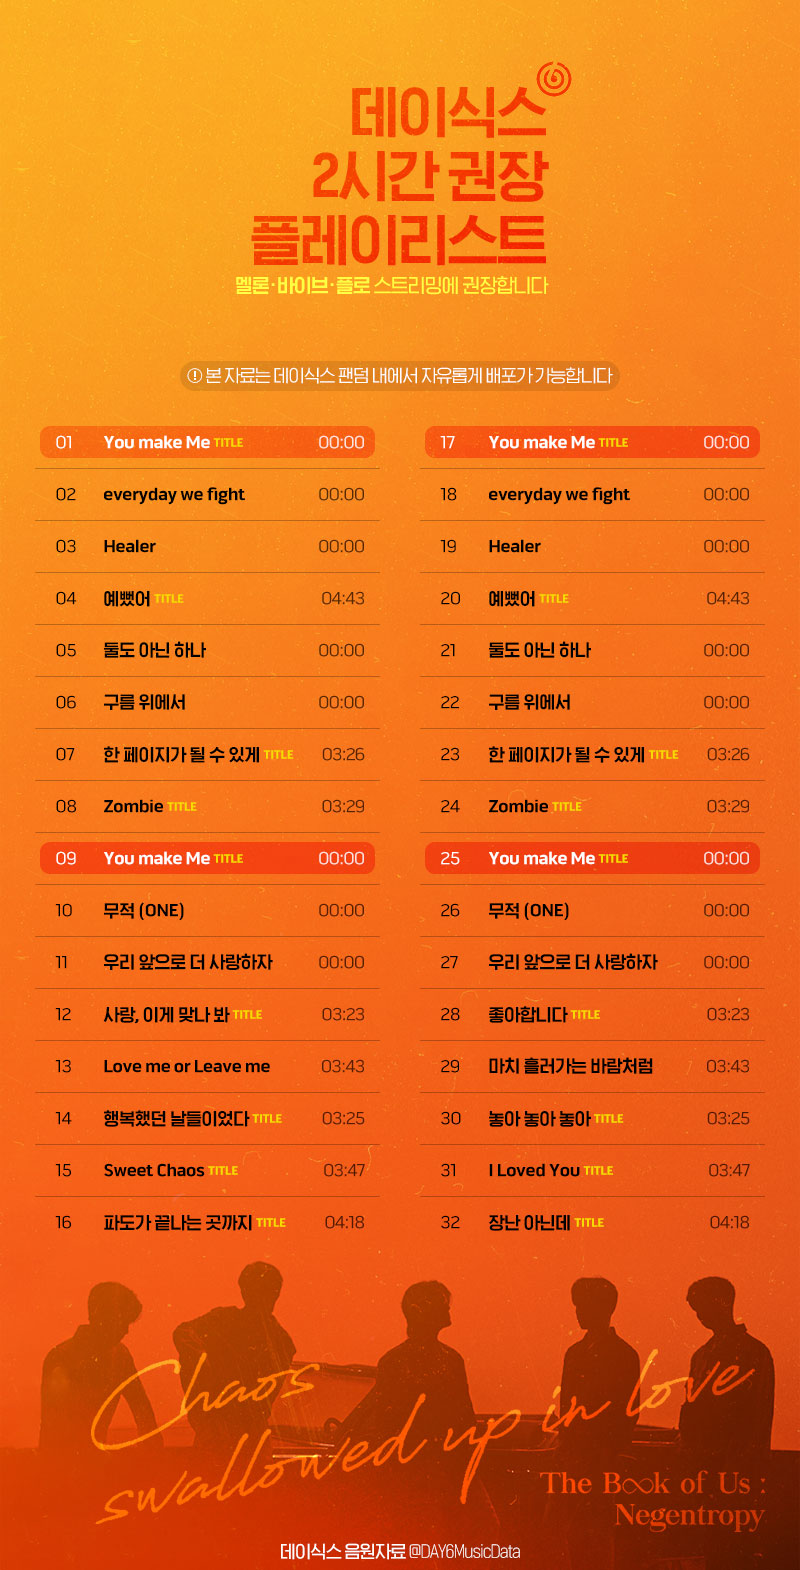 데이식스
2시간 권장
플레이리스트
멜론·바이브·플로 스트리밍에 권장합니다
본 자료는 데이식스 팬덤 내에서 자유롭게 배포가 가능합니다
01 You make Me TITLE 00:00
02 everyday we fight 00:00
03 Healer 00:00
04 예뻤어 TITLE 04:43
05 둘도 아닌 하나 00:00
06 구름 위에서 00:00
07 한 페이지가 될 수 있게 TITLE 03:26
08 Zombie TITLE 03:29
09 You make Me TITLE 00:00
10 무적 (ONE) 00:00
11 우리 앞으로 더 사랑하자 00:00
12 사랑, 이게 맞나 봐 TITLE 03:23
13 Love me or Leave me 03:43
14 행복했던 날들이었다 TITLE 03:25
15 Sweet Chaos TITLE 03:47
16 파도가 끝나는 곳까지 TITLE 04:18
17 You make Me TITLE 00:00
18 everyday we fight 00:00
19 Healer 00:00
20 예뻤어 TITLE 04:43
21 둘도 아닌 하나 00:00
22 구름 위에서 00:00
23 한 페이지가 될 수 있게 TITLE 03:26
24 Zombie TITLE 03:29
25 You make Me TITLE 00:00
26 무적 (ONE) 00:00
27 우리 앞으로 더 사랑하자 00:00
28 좋아합니다 TITLE 03:23
29 마치 흘러가는 바람처럼 03:43
30 놓아 놓아 놓아 TITLE 03:25
31 I Loved You TITLE 03:47
32 장난 아닌데 TITLE 04:18
Chaos
swallowed up in love
The Book of Us :
Negentropy
데이식스 음원자료 @DAY6MusicData